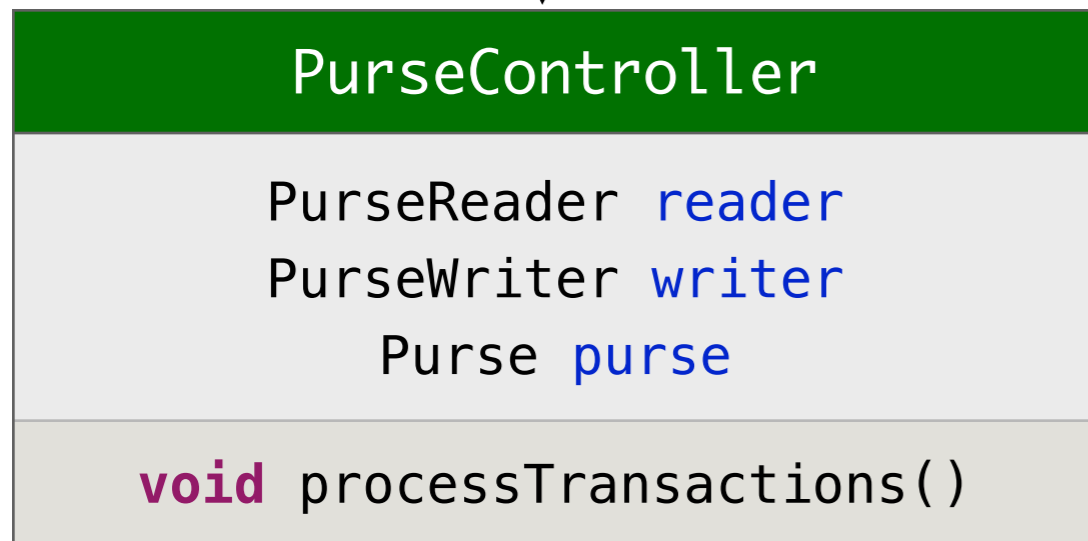 PurseController
PurseReader reader
PurseWriter writer
Purse purse
void processTransactions()